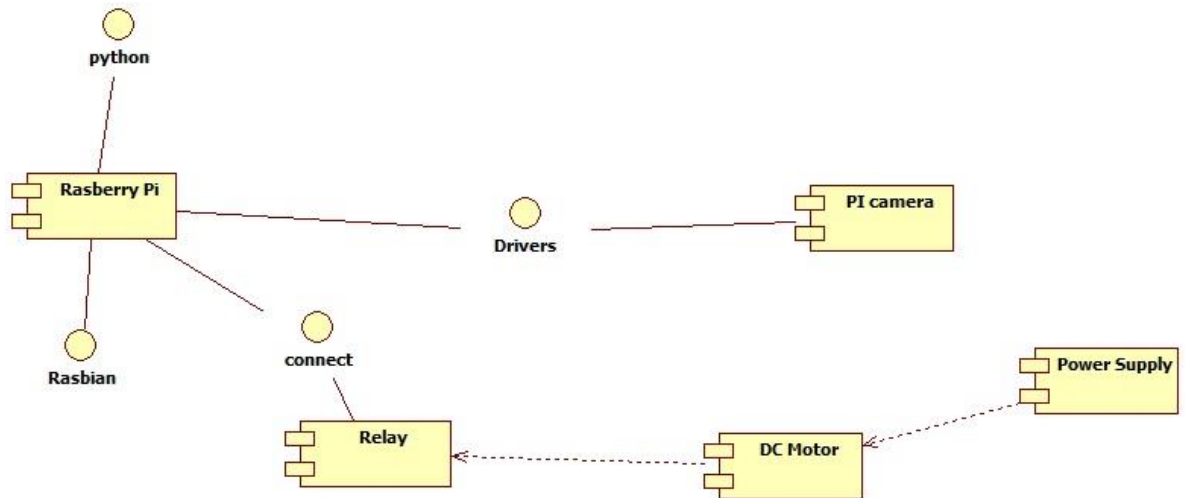 python
Rasberry Pi
PI camera
Drivers
connect
Rasbian
Power Supply
Relay
DC Motor